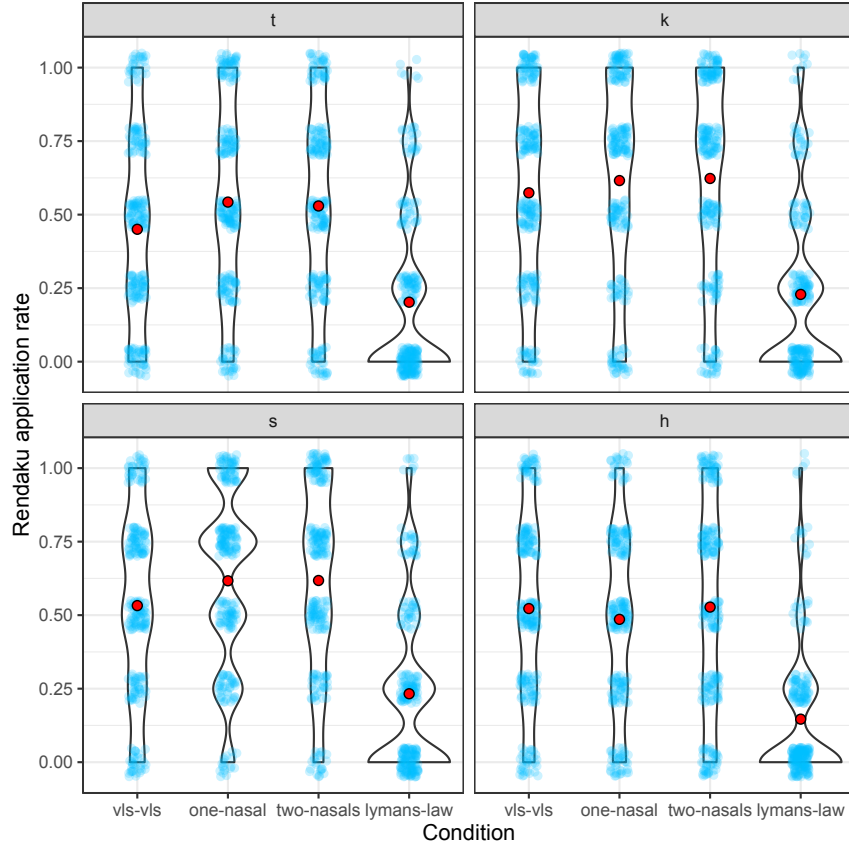 t
k
1.00
0.75
0.50
0.25
0.00
s
h
1.00
0.75
0.50
0.25
0.00
vls-vls one-nasal two-nasals lymans-law vls-vls one-nasal two-nasals lymans-law
Condition
Rendaku application rate